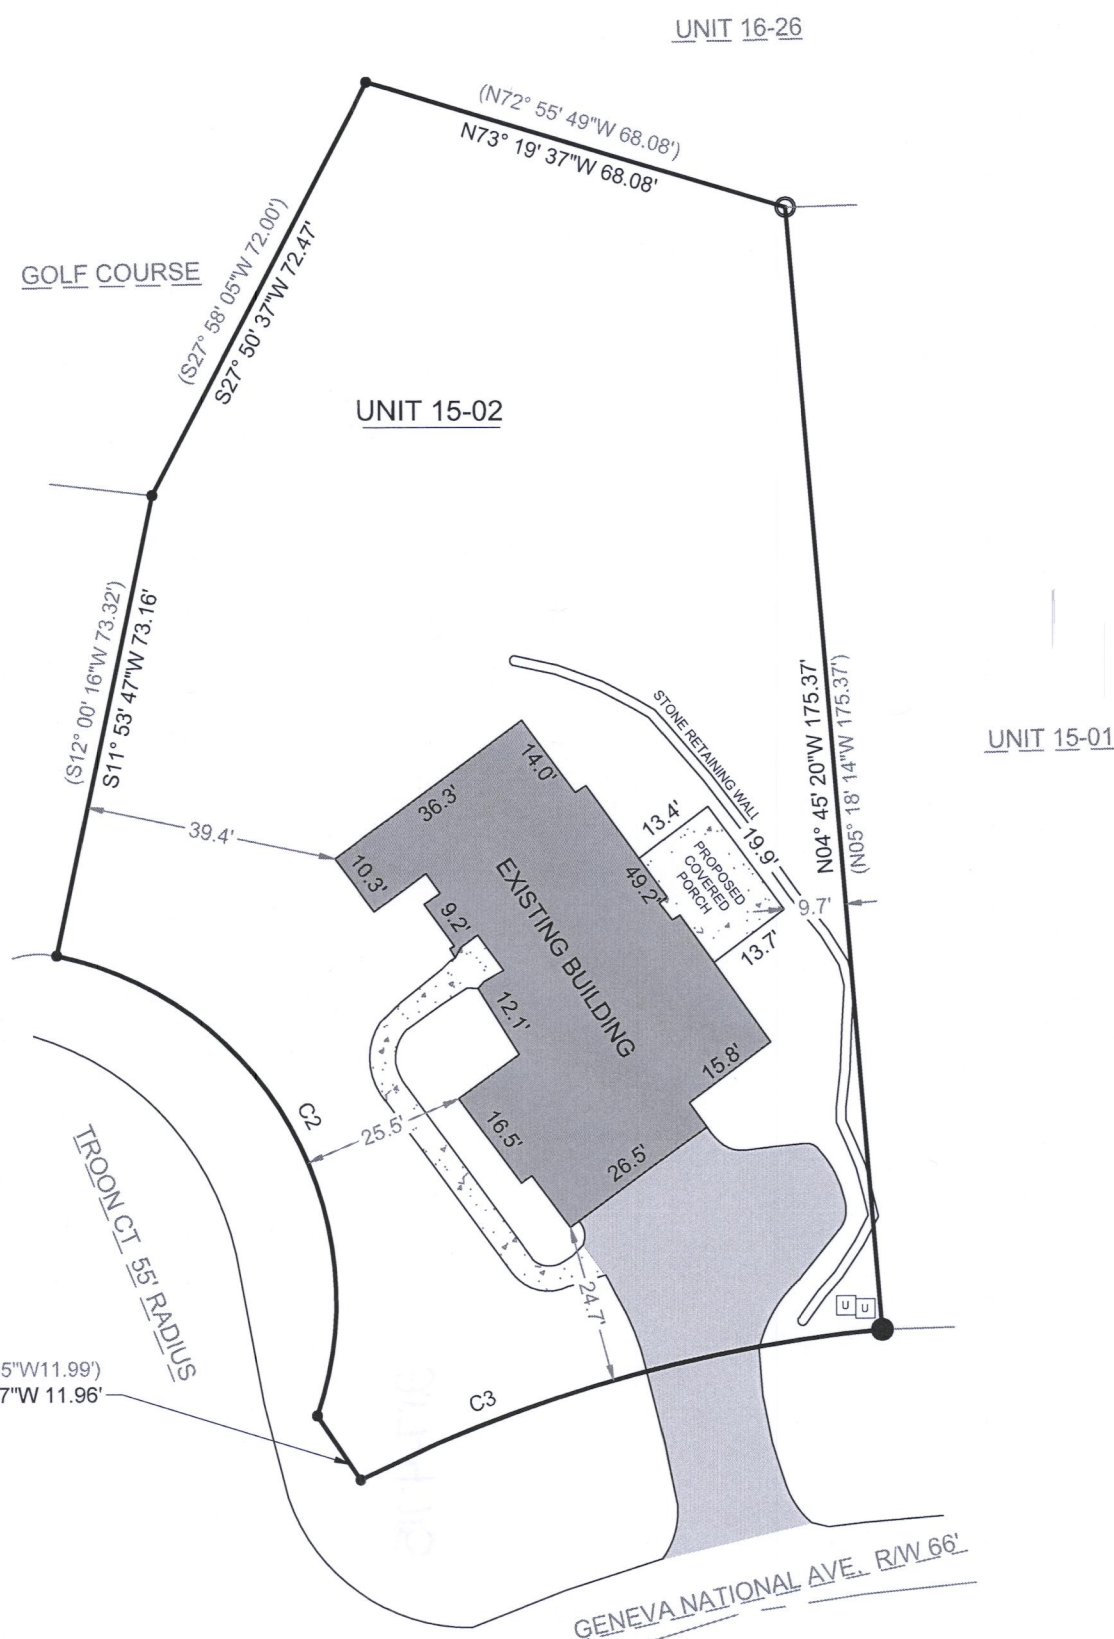 UNIT 16-26
(N72° 55' 49"W 68.08')
N73° 19' 37"W 68.08'
GOLF COURSE
(S27° 58' 05"W 72.00')
S27° 50' 37"W 72.47'
UNIT 15-02
(S12° 00' 16"W 73.32')
S11° 53' 47"W 73.16'
N04° 45' 20"W 175.37'
(N05° 18' 14"W 175.37')
UNIT 15-01
STONE RETAINING WALL
14.0'
36.3'
13.4'
19.9'
39.4'
10.3'
49.2'
PROPOSED
COVERED
PORCH
9.7'
9.2'
EXISTING BUILDING
13.7'
12.1'
15.8'
C2
25.5'
16.5'
26.5'
TROON CT 55' RADIUS
24.7'
U
U
5"W11.99')
7"W 11.96'
C3
GENEVA NATIONAL AVE. R/W 66'